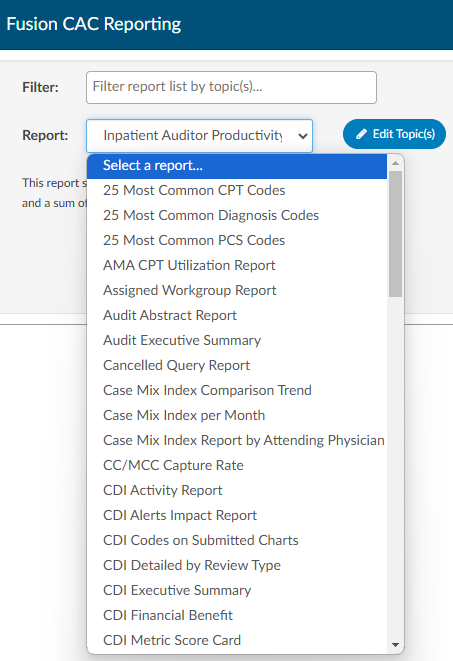 Fusion CAC Reporting
Filter:
Filter report list by topic(s)...
Report:
Inpatient Auditor Productivity
Edit Topic(s)
This report s
and a sum of
Select a report...
25 Most Common CPT Codes
25 Most Common Diagnosis Codes
25 Most Common PCS Codes
AMA CPT Utilization Report
Assigned Workgroup Report
Audit Abstract Report
Audit Executive Summary
Cancelled Query Report
Case Mix Index Comparison Trend
Case Mix Index per Month
Case Mix Index Report by Attending Physician
CC/MCC Capture Rate
CDI Activity Report
CDI Alerts Impact Report
CDI Codes on Submitted Charts
CDI Detailed by Review Type
CDI Executive Summary
CDI Financial Benefit
CDI Metric Score Card